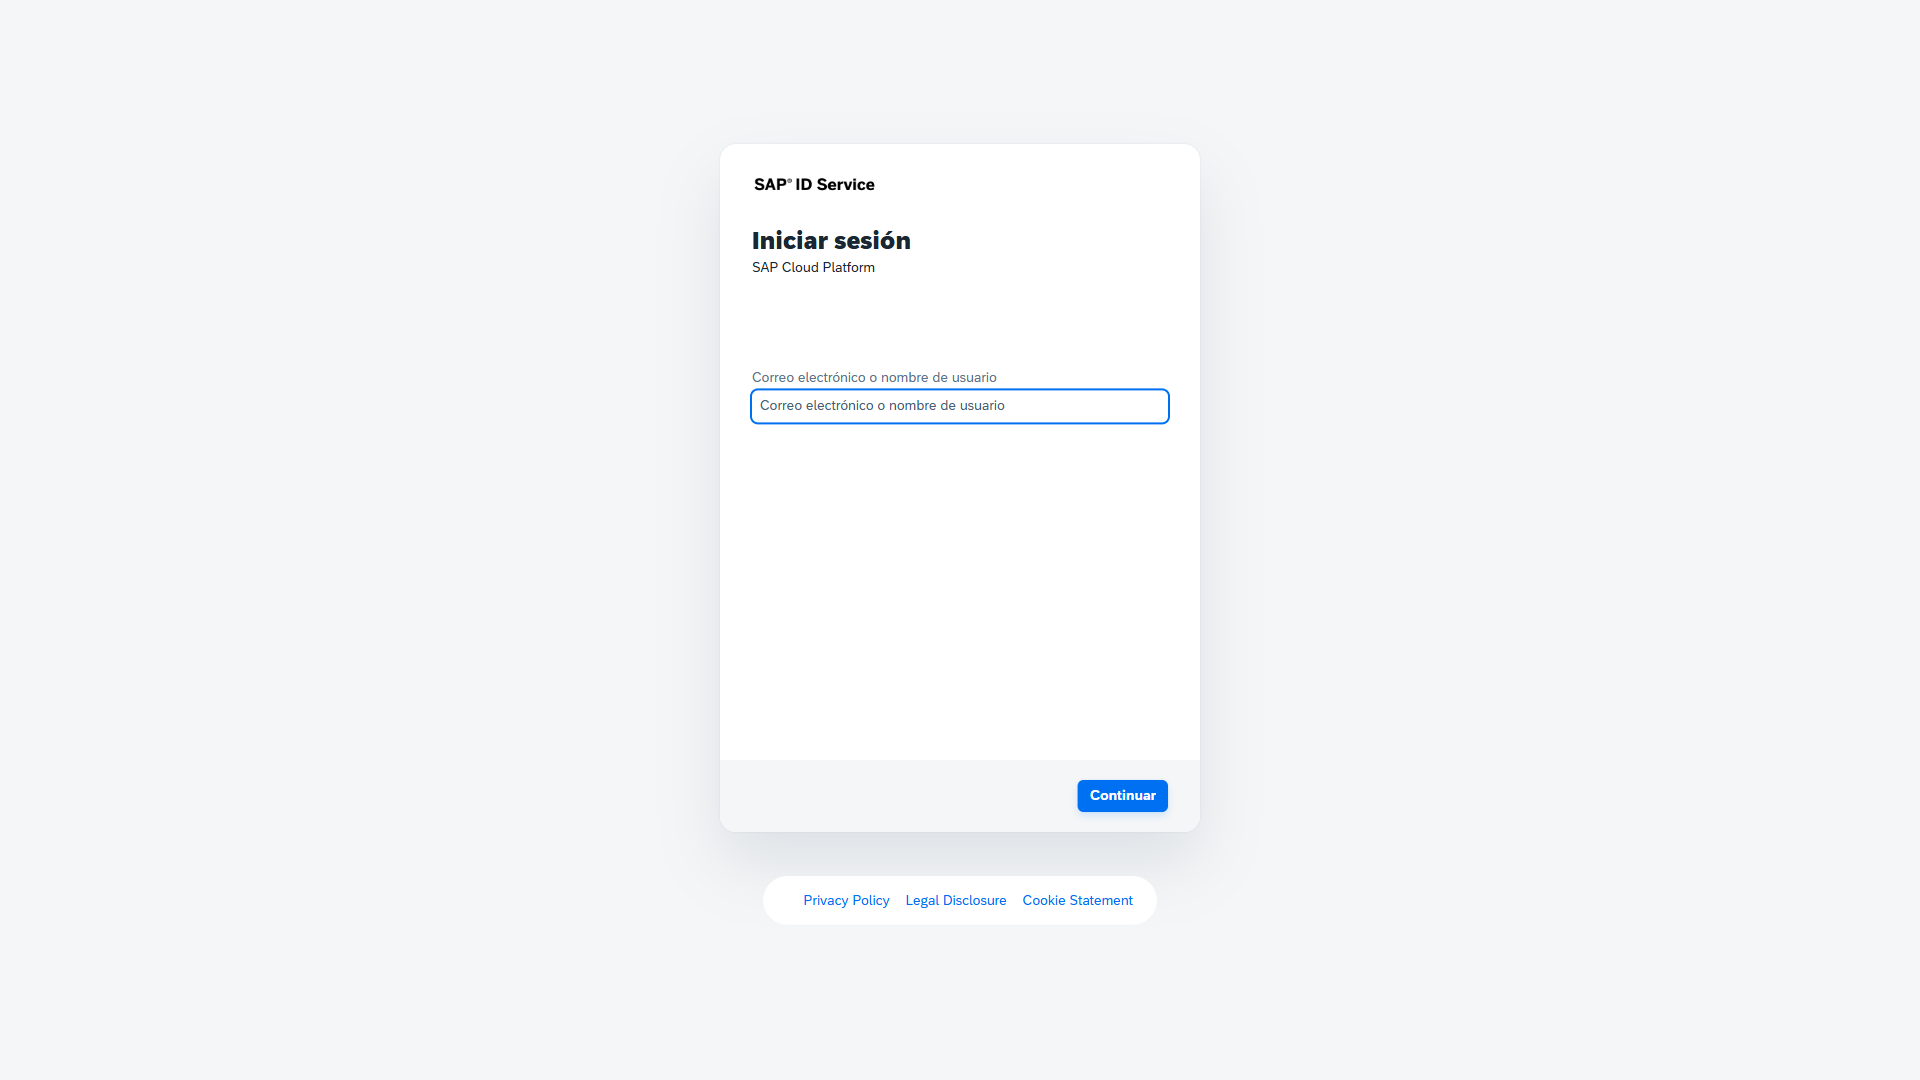 SAP® ID Service
Iniciar sesión
SAP Cloud Platform
Correo electrónico o nombre de usuario
Correo electrónico o nombre de usuario
Continuar
Privacy Policy Legal Disclosure Cookie Statement